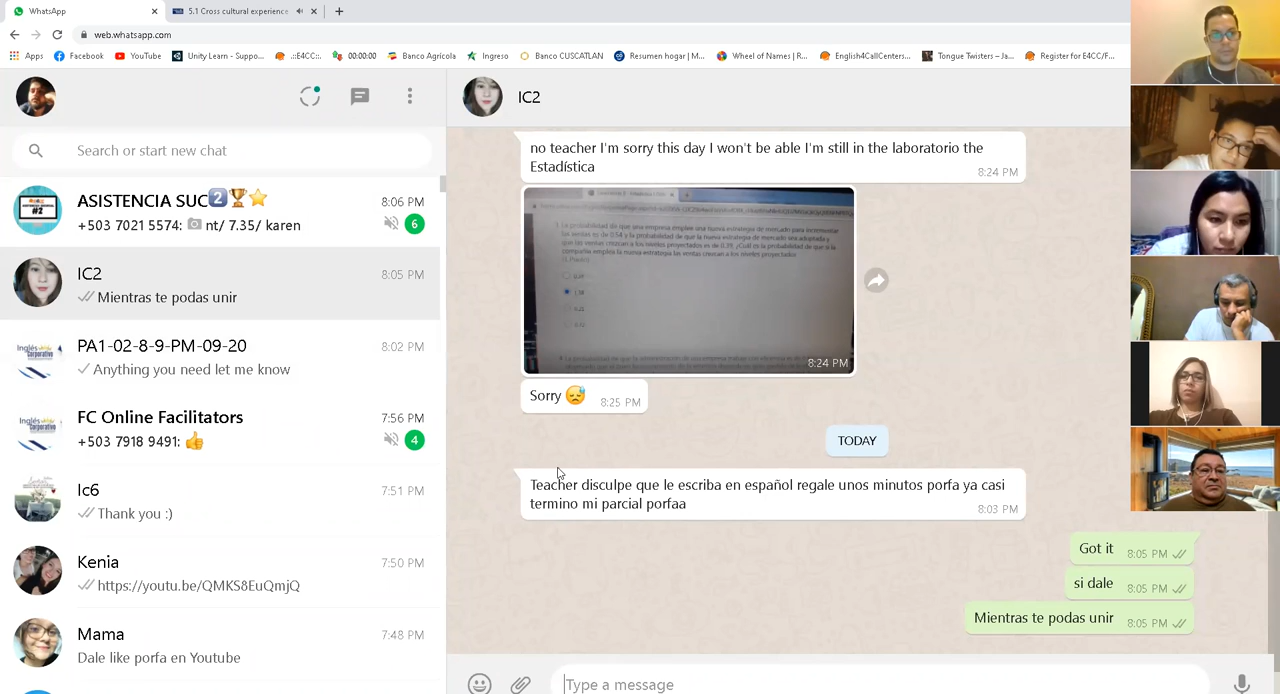 WhatsApp
5.1 Cross cultural experience
web.whatsapp.com
Apps
Facebook
YouTube
Unity Learn - Suppo...
.:E4CC:.
00:00:00
Banco Agrícola
Ingreso
Banco CUSCATLAN
Resumen hogar | M...
Wheel of Names | R...
English4CallCenters...
Tongue Twisters – Ja...
Register for E4CC/F...
Search or start new chat
ASISTENCIA SUC2️⃣🏆⭐
8:06 PM
+503 7021 5574: 📷 nt/ 7.35/ karen
6
IC2
8:05 PM
Mientras te podas unir
PA1-02-8-9-PM-09-20
8:02 PM
Anything you need let me know
FC Online Facilitators
7:56 PM
+503 7918 9491: 👍
4
Ic6
7:51 PM
Thank you :)
Kenia
7:50 PM
https://youtu.be/QMKS8EuQmjQ
Mama
7:48 PM
Dale like porfa en Youtube
IC2
no teacher I'm sorry this day I won't be able I'm still in the laboratorio the
Estadística
8:24 PM
8:24 PM
Sorry 😓
8:25 PM
TODAY
Teacher disculpe que le escriba en español regale unos minutos porfa ya casi
termino mi parcial porfaa
8:03 PM
Got it
8:05 PM
si dale
8:05 PM
Mientras te podas unir
8:05 PM
Type a message